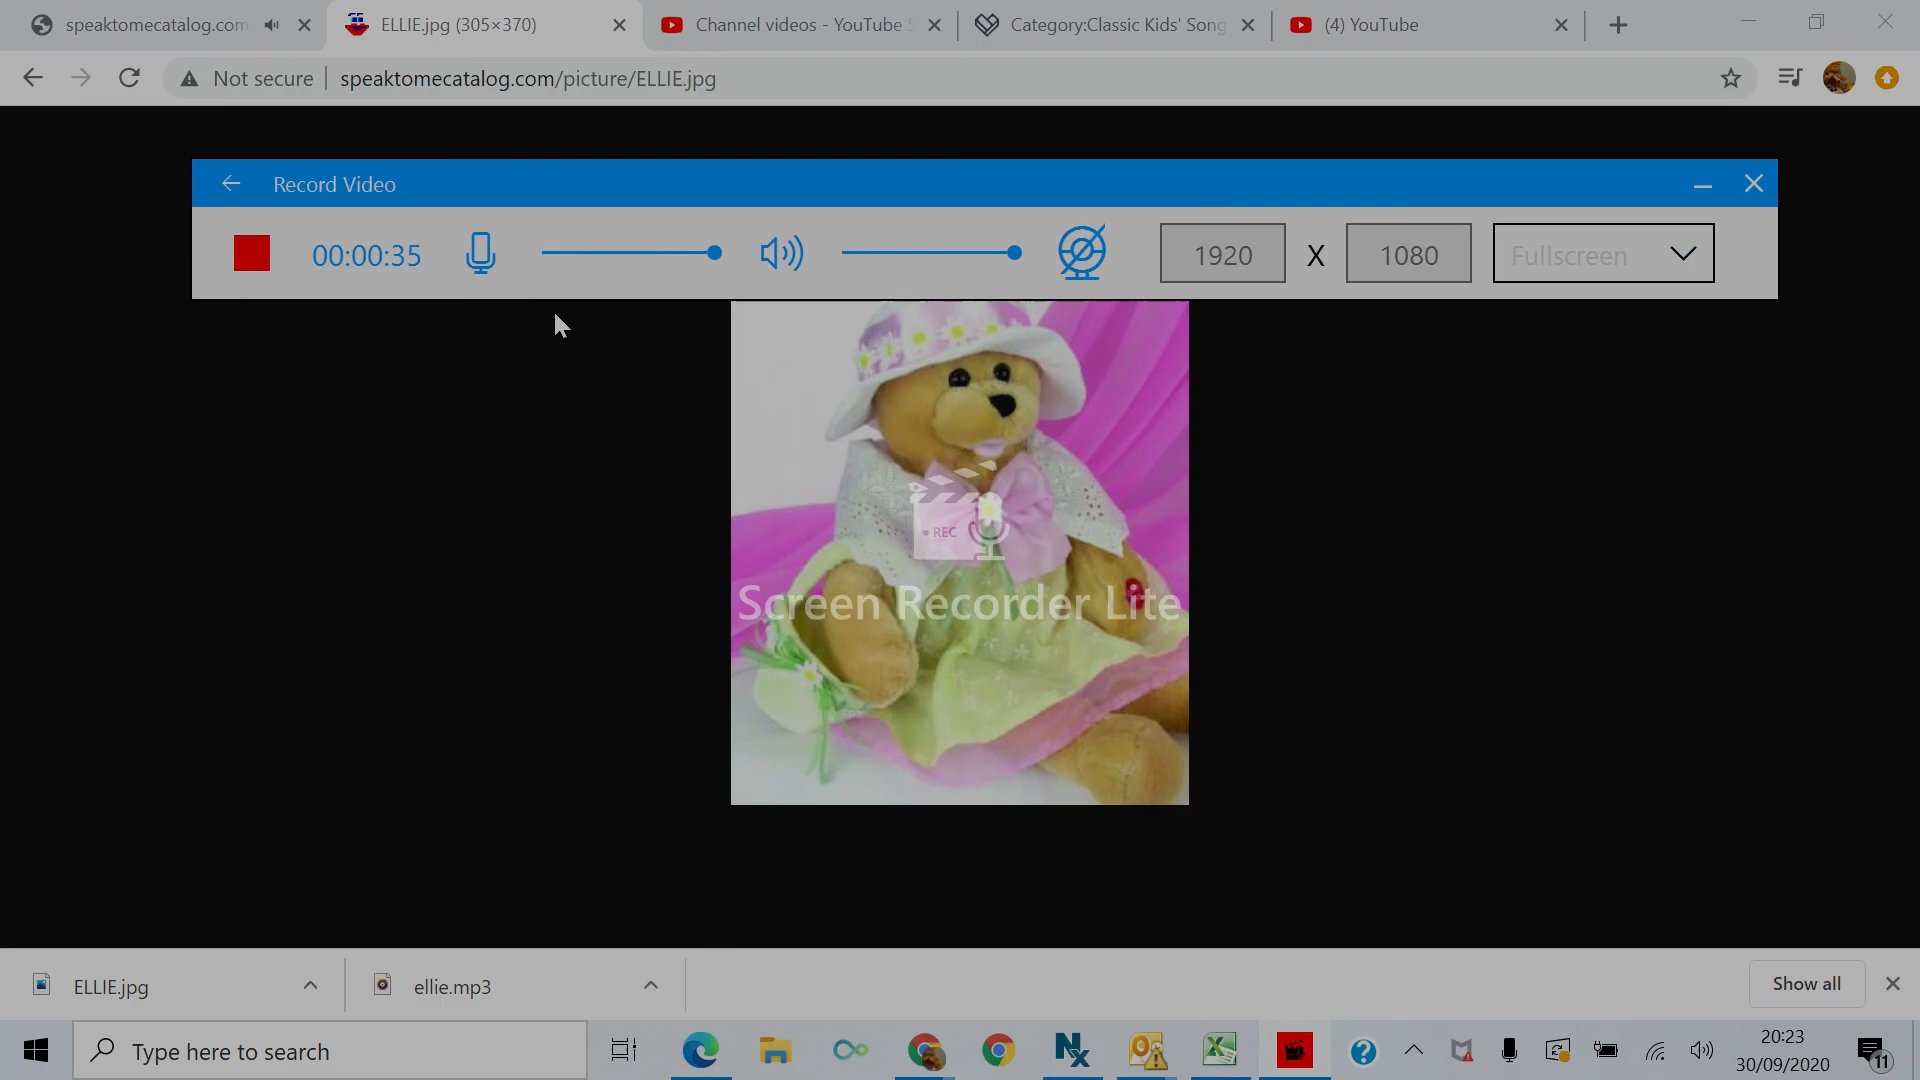 speaktomecatalog.com
ELLIE.jpg (305×370)
Channel videos - YouTube S
Category:Classic Kids' Song
(4) YouTube
Not secure
speaktomecatalog.com/picture/ELLIE.jpg
Record Video
00:00:35
1920 X 1080
Fullscreen
REC
Screen Recorder Lite
ELLIE.jpg
ellie.mp3
Show all
Type here to search
20:23
30/09/2020
11